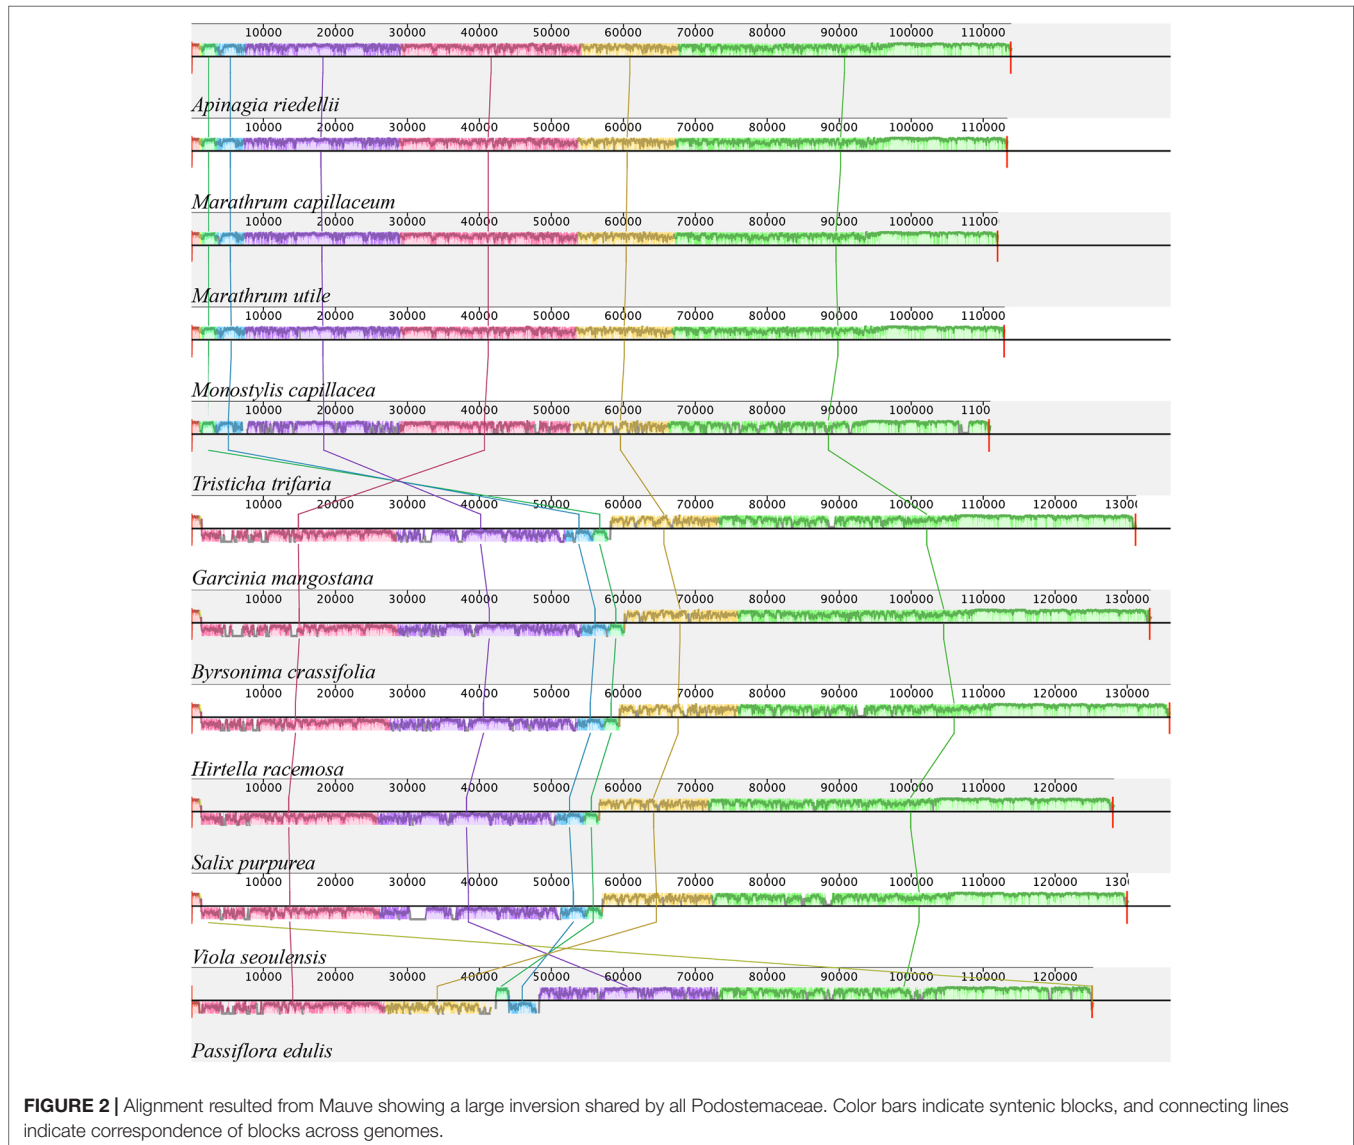 10000 20000 30000 40000 50000 60000 70000 80000 90000 100000 110000
Apinagia riedellii
10000 20000 30000 40000 50000 60000 70000 80000 90000 100000 110000
Marathrum capillaceum
10000 20000 30000 40000 50000 60000 70000 80000 90000 100000
Marathrum utile
10000 20000 30000 40000 50000 60000 70000 80000 90000 100000 110000
Monostylis capillacea
10000 20000 30000 40000 50000 60000 70000 80000 90000 100000 1100
Tristicha trifaria
10000 20000 30000 40000 50000 60000 70000 80000 90000 100000 110000 120000 1300
Garcinia mangostana
10000 20000 30000 40000 50000 60000 70000 80000 90000 100000 110000 120000 130000
Byrsonima crassifolia
10000 20000 30000 40000 50000 60000 70000 80000 90000 100000 110000 120000 130000
Hirtella racemosa
10000 20000 30000 40000 50000 60000 70000 80000 90000 100000 110000 120000
Salix purpurea
10000 20000 30000 40000 50000 60000 70000 80000 90000 100000 110000 120000 130
Viola seoulensis
10000 20000 30000 40000 50000 60000 70000 80000 90000 100000 110000 120000
Passiflora edulis
FIGURE 2 | Alignment resulted from Mauve showing a large inversion shared by all Podostemaceae. Color bars indicate syntenic blocks, and connecting lines
indicate correspondence of blocks across genomes.